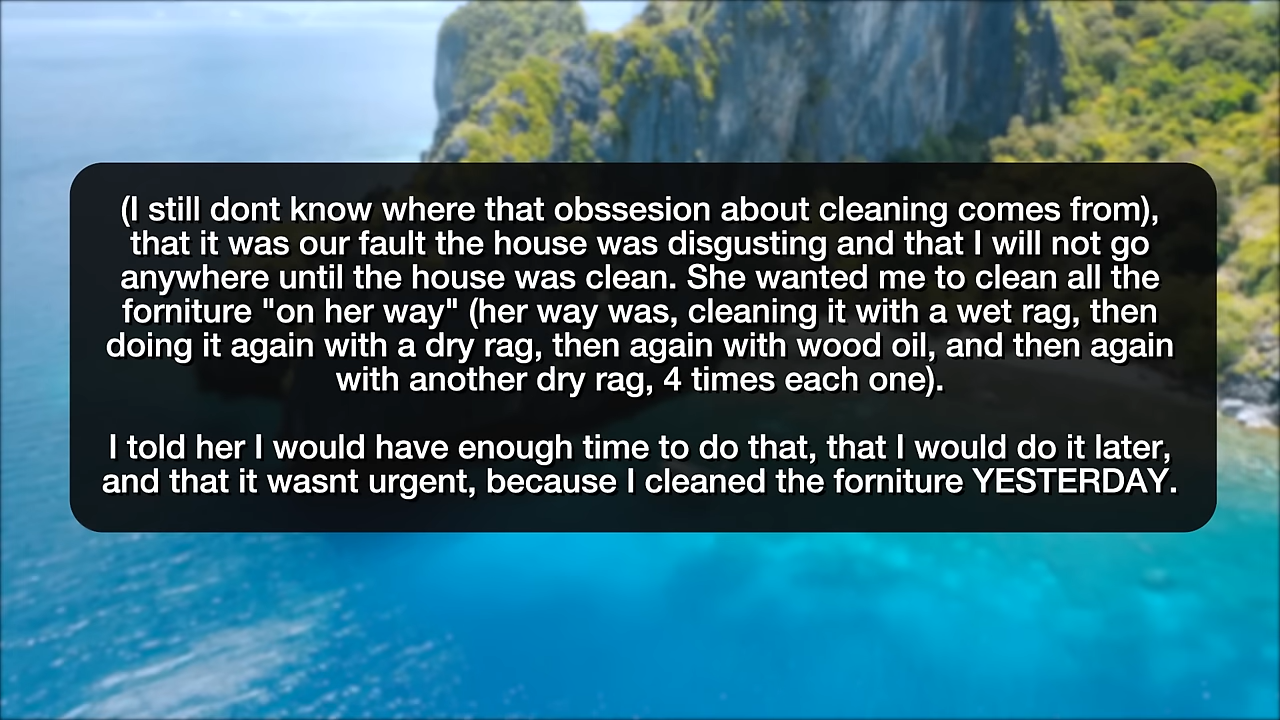 (I still dont know where that obssesion about cleaning comes from),
that it was our fault the house was disgusting and that I will not go
anywhere until the house was clean. She wanted me to clean all the
forniture "on her way" (her way was, cleaning it with a wet rag, then
doing it again with a dry rag, then again with wood oil, and then again
with another dry rag, 4 times each one).
I told her I would have enough time to do that, that I would do it later,
and that it wasnt urgent, because I cleaned the forniture YESTERDAY.